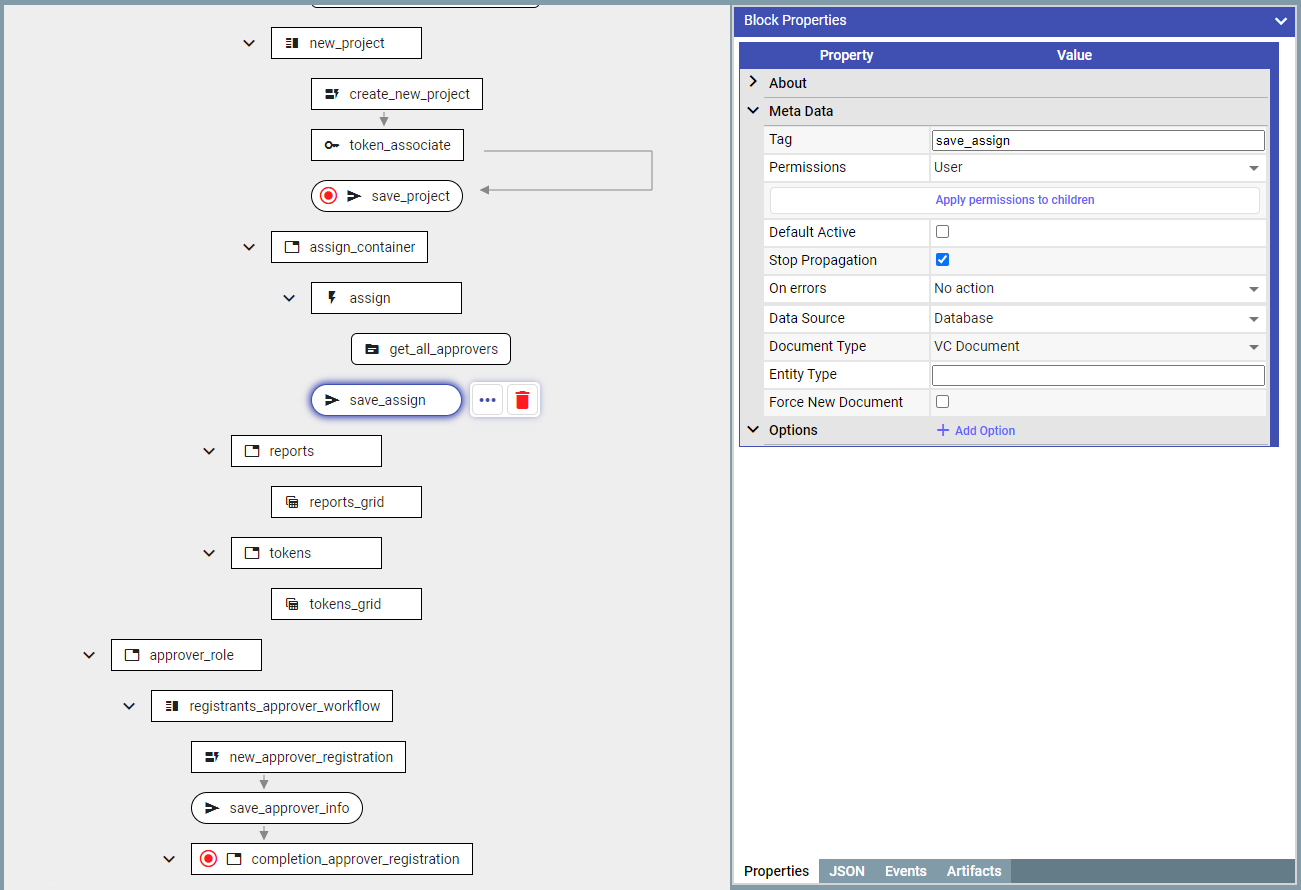 new_project
create_new_project
token_associate
save_project
assign_container
assign
get_all_approvers
save_assign
reports
reports_grid
tokens
tokens_grid
approver_role
registrants_approver_workflow
new_approver_registration
save_approver_info
completion_approver_registration
Block Properties
Property Value
About
Meta Data
Tag save_assign
Permissions User
Apply permissions to children
Default Active
Stop Propagation
On errors No action
Data Source Database
Document Type VC Document
Entity Type
Force New Document
Options + Add Option
Properties JSON Events Artifacts